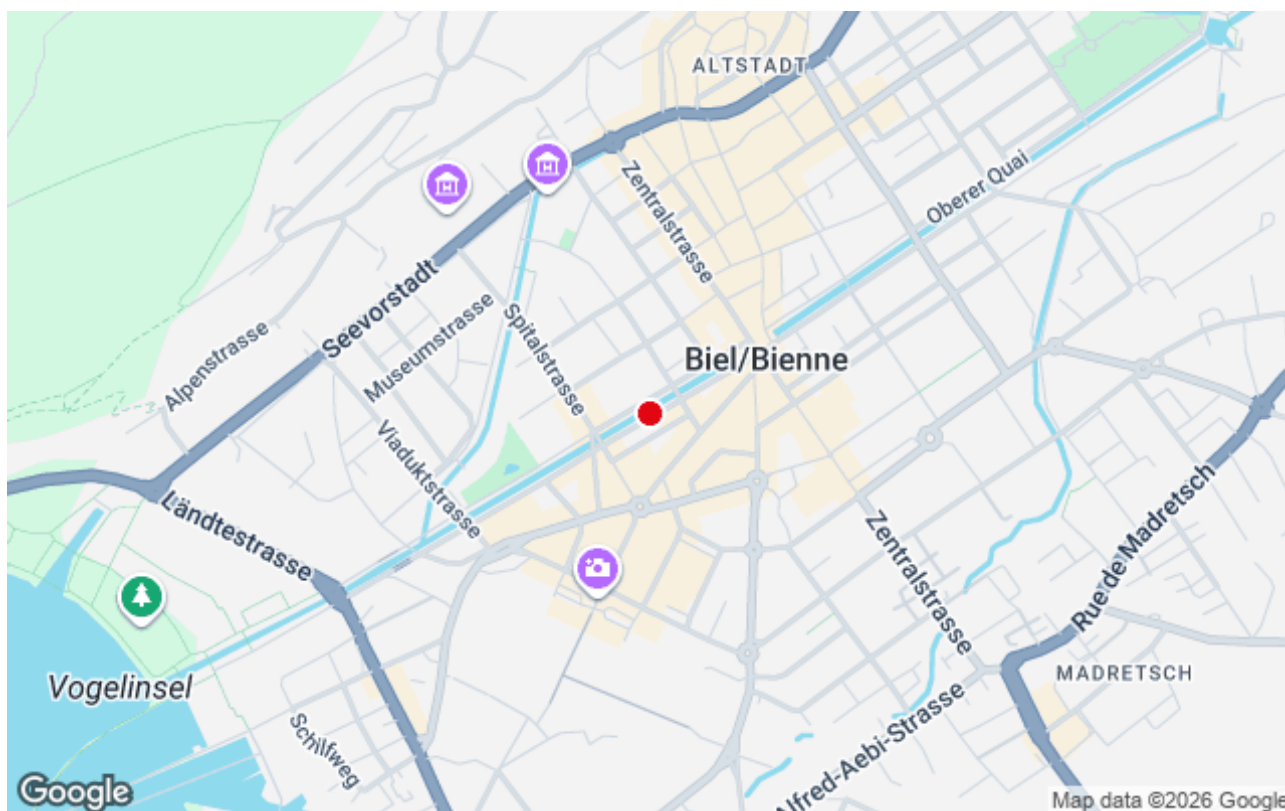 ALTSTADT
Oberer Quai
Zentralstrasse
Seevorstadt
Museumstrasse
Spitalstrasse
Biel/Bienne
Alpenstrasse
Viaduktstrasse
Ländtestrasse
Zentralstrasse
Rue de Madretsch
Vogelinsel
MADRETSCH
Schilfweg
Alfred-Aebi-Strasse
Google
Map data ©2026 Google